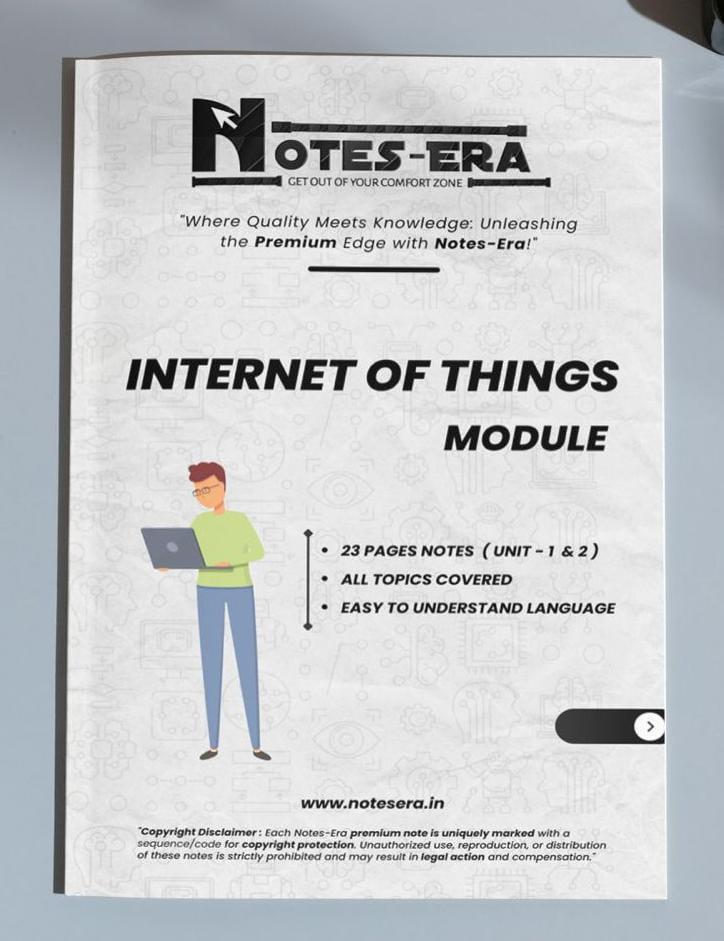 NOTES-ERA
GET OUT OF YOUR COMFORT ZONE
"Where Quality Meets Knowledge: Unleashing
the Premium Edge with Notes-Era!"
INTERNET OF THINGS
MODULE
• 23 PAGES NOTES ( UNIT - 1 & 2 )
• ALL TOPICS COVERED
• EASY TO UNDERSTAND LANGUAGE
www.notesera.in
"Copyright Disclaimer : Each Notes-Era premium note is uniquely marked with a
sequence/code for copyright protection. Unauthorized use, reproduction, or distribution
of these notes is strictly prohibited and may result in legal action and compensation."